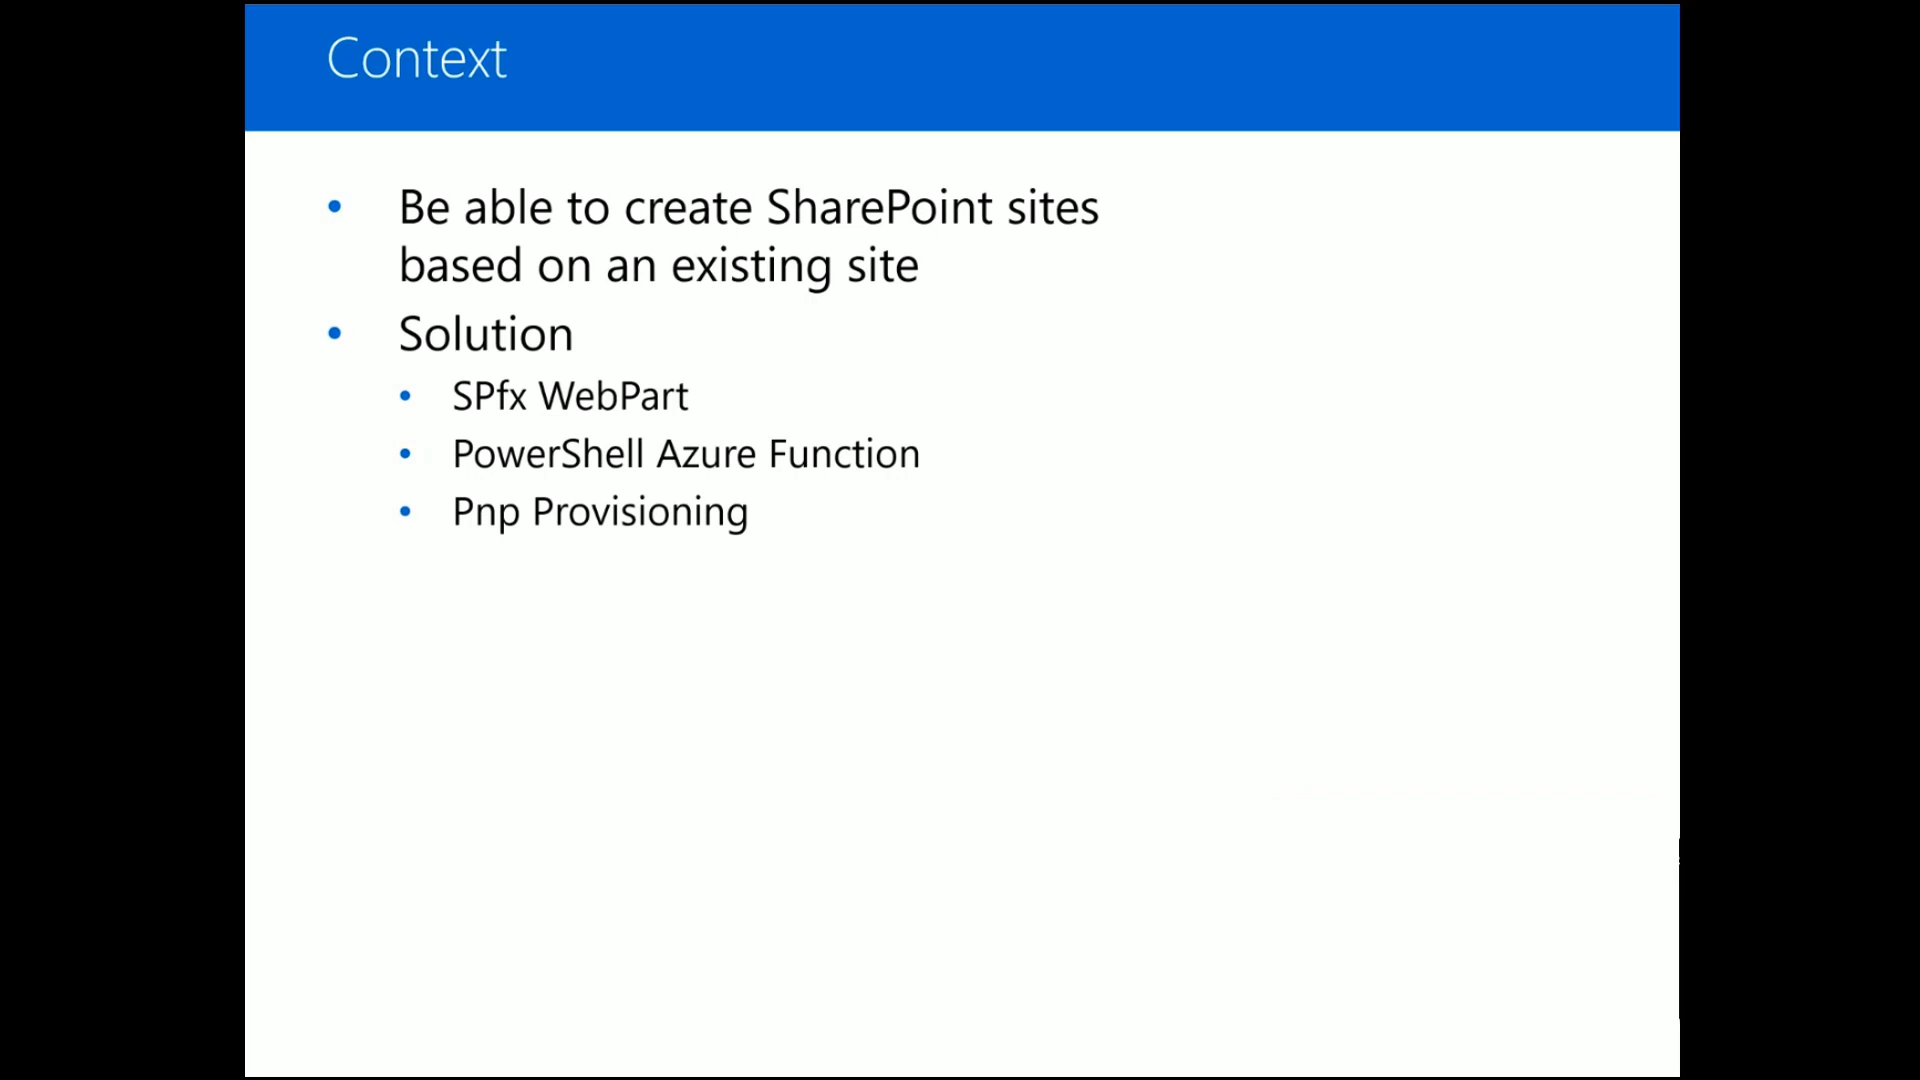 Context
• Be able to create SharePoint sites
based on an existing site
• Solution
• SPfx WebPart
• PowerShell Azure Function
• Pnp Provisioning